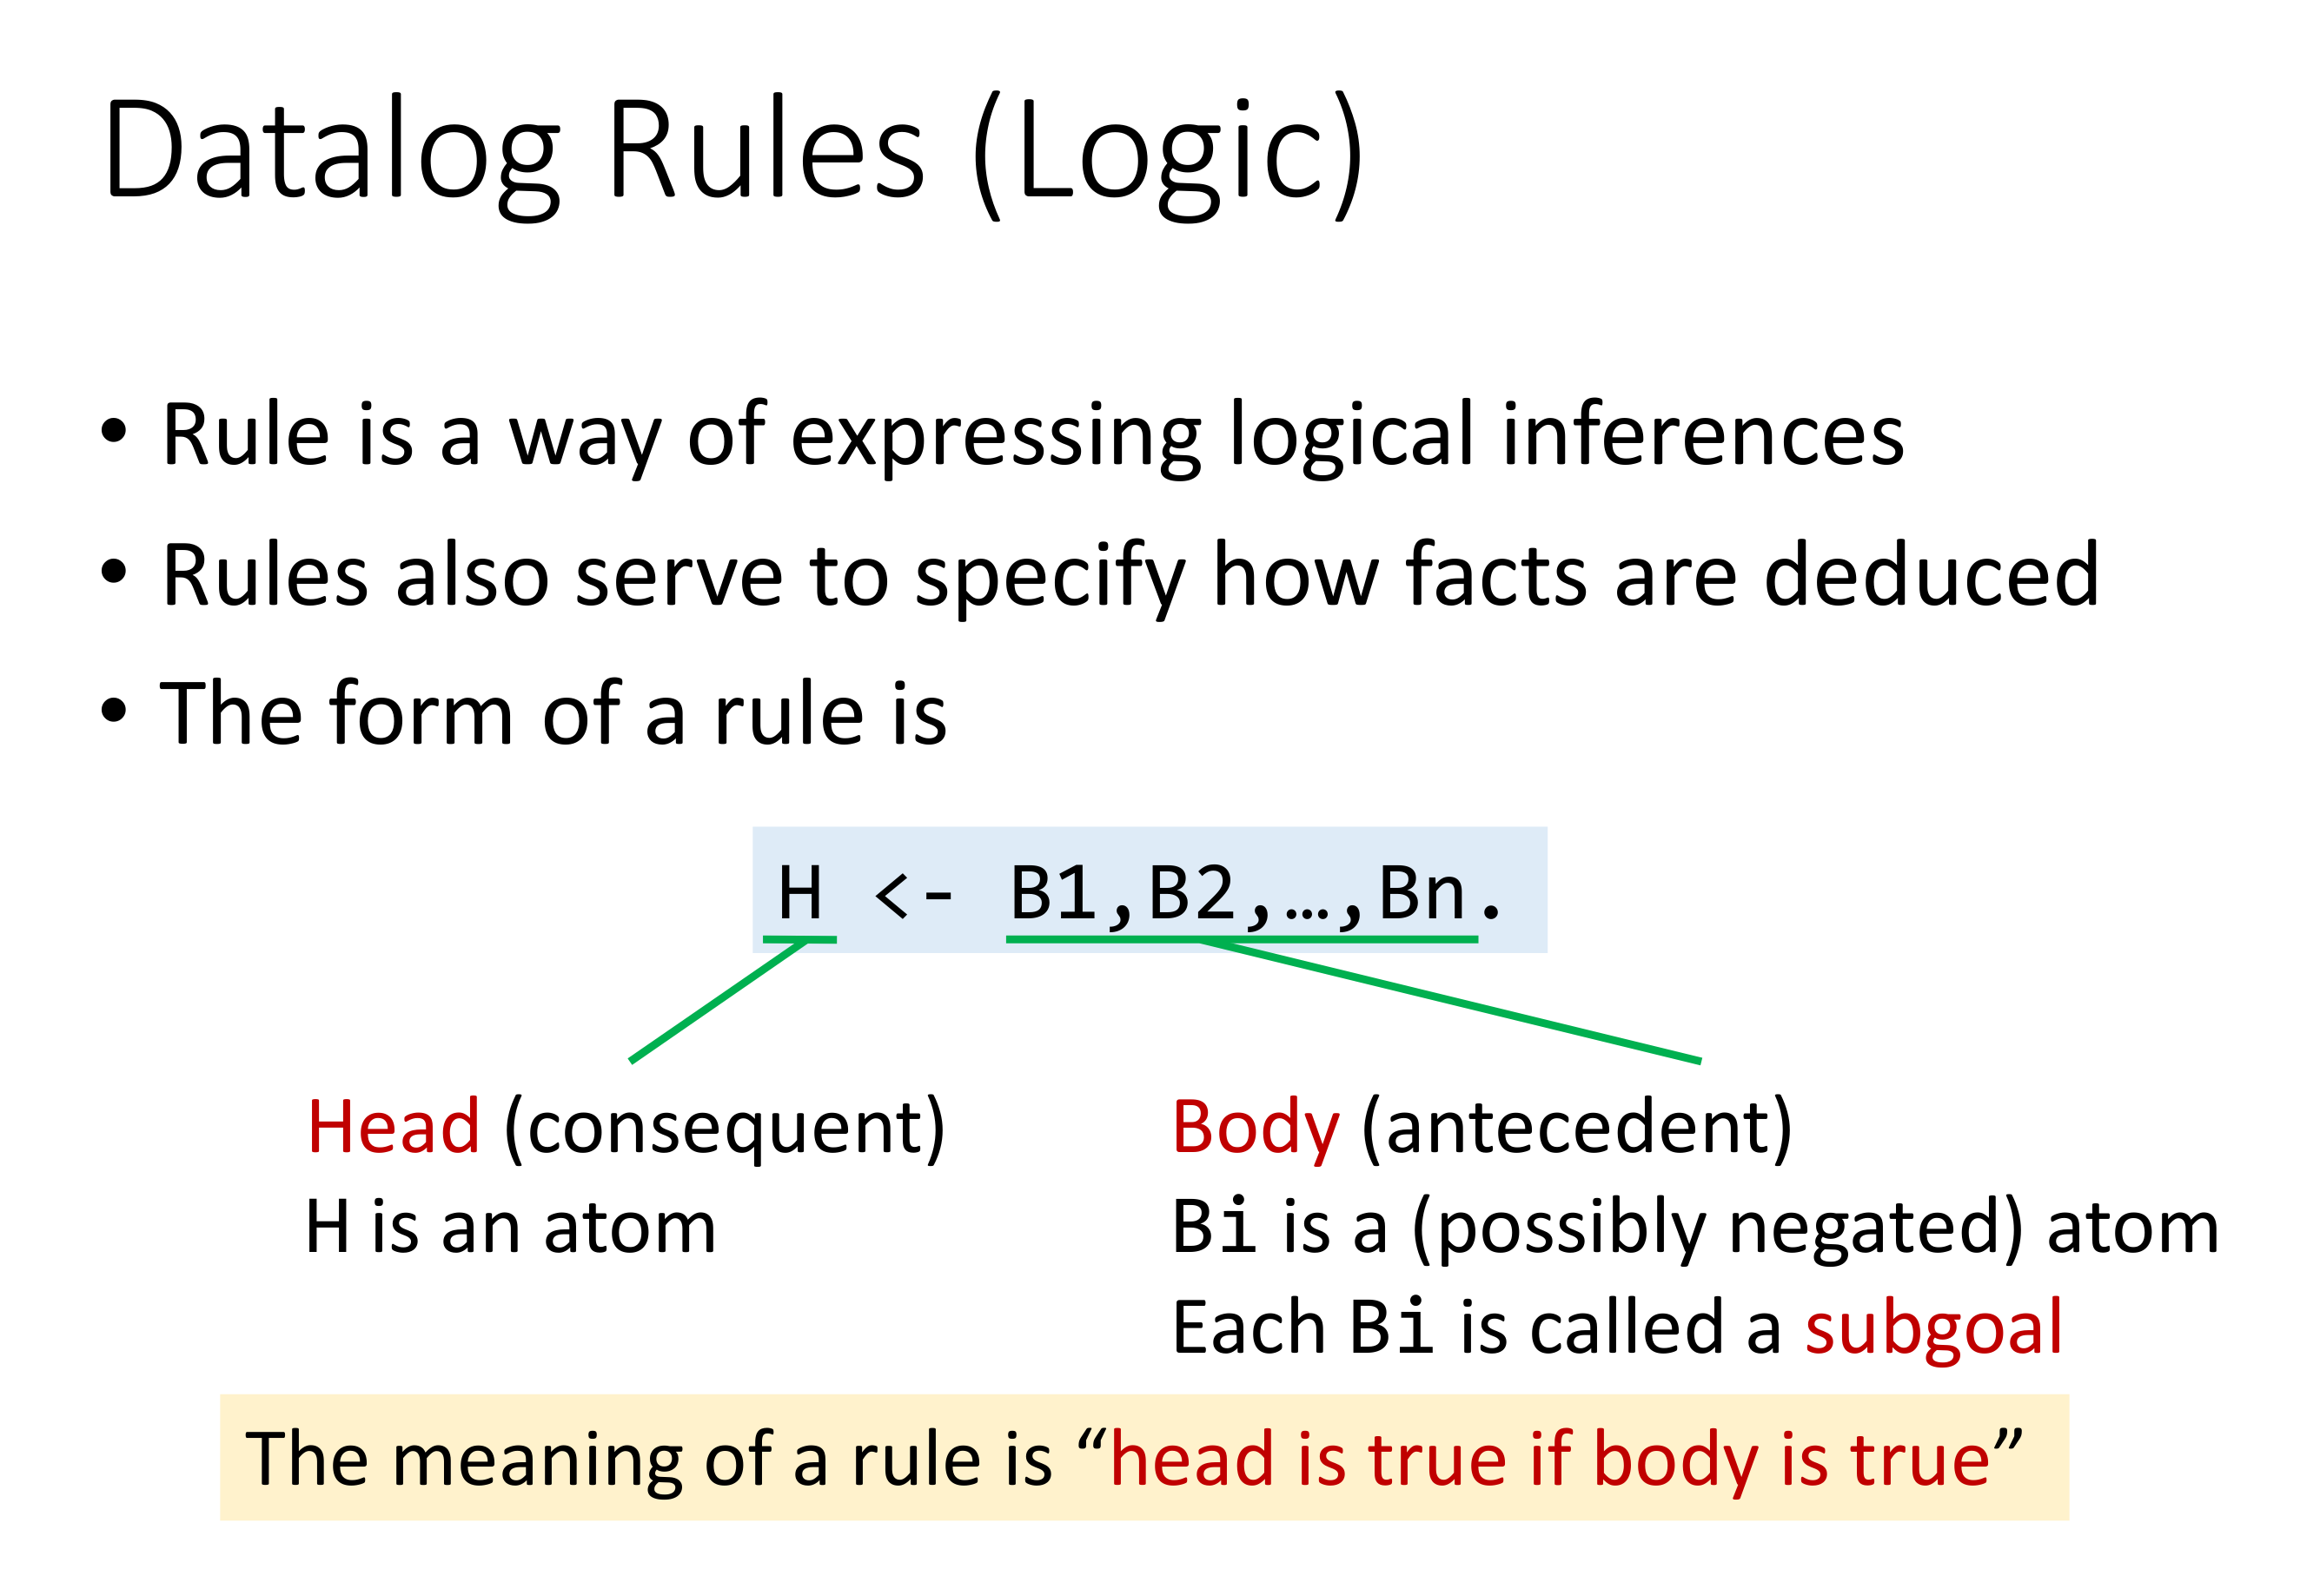 Datalog Rules (Logic)
• Rule is a way of expressing logical inferences
• Rules also serve to specify how facts are deduced
• The form of a rule is
H <- B1,B2,…,Bn.
Head (consequent)
H is an atom
Body (antecedent)
Bi is a (possibly negated) atom
Each Bi is called a subgoal
The meaning of a rule is “head is true if body is true”